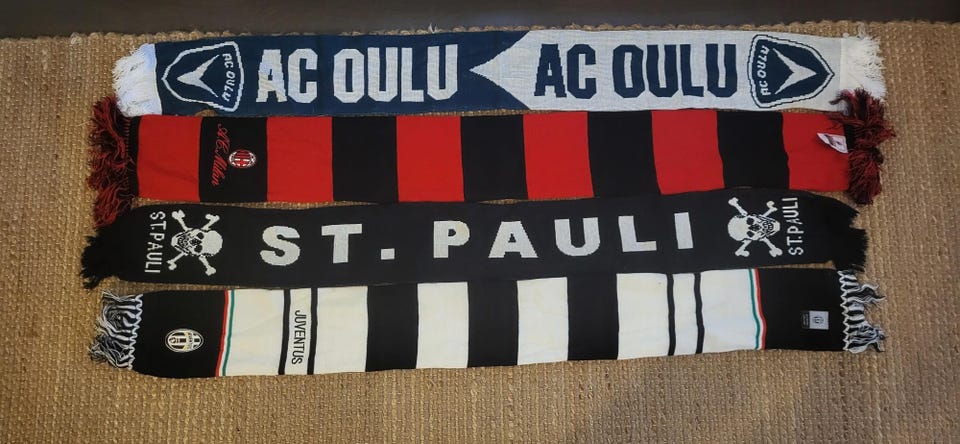 AC OULU AC OULU AC OULU AC OULU
A.C. Milan
ST. PAULI ST. PAULI ST. PAULI
JUVENTUS